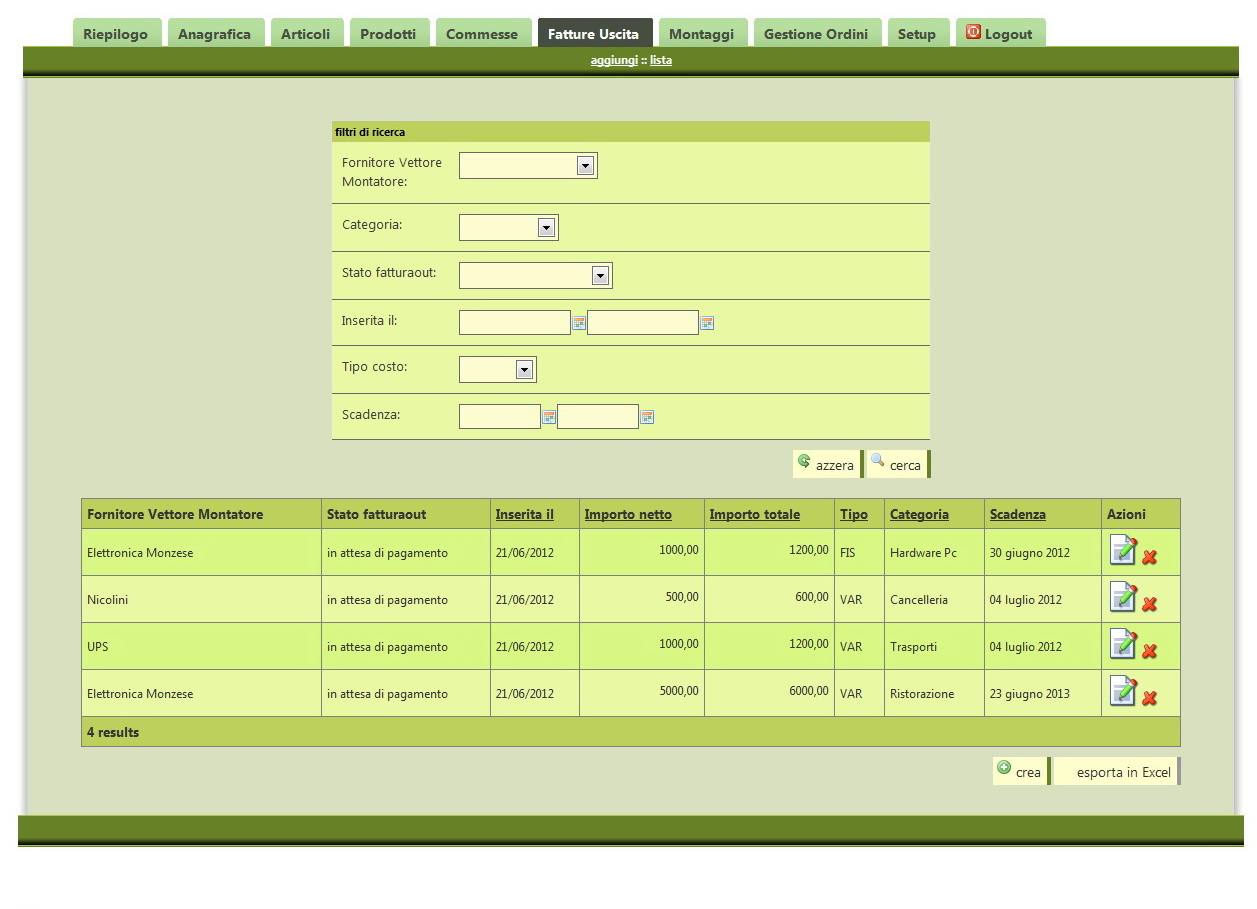 Riepilogo Anagrafica Articoli Prodotti Commesse Fatture Uscita Montaggi Gestione Ordini Setup Logout
aggiungi :: lista
filtri di ricerca
Fornitore Vettore
Montatore:
Categoria:
Stato fatturaout:
Inserita il:
Tipo costo:
Scadenza:
azzera cerca
Fornitore Vettore Montatore Stato fatturaout Inserita il Importo netto Importo totale Tipo Categoria Scadenza Azioni
Elettronica Monzese in attesa di pagamento 21/06/2012 1000,00 1200,00 FIS Hardware Pc 30 giugno 2012
Nicolini in attesa di pagamento 21/06/2012 500,00 600,00 VAR Cancelleria 04 luglio 2012
UPS in attesa di pagamento 21/06/2012 1000,00 1200,00 VAR Trasporti 04 luglio 2012
Elettronica Monzese in attesa di pagamento 21/06/2012 5000,00 6000,00 VAR Ristorazione 23 giugno 2013
4 results
crea esporta in Excel